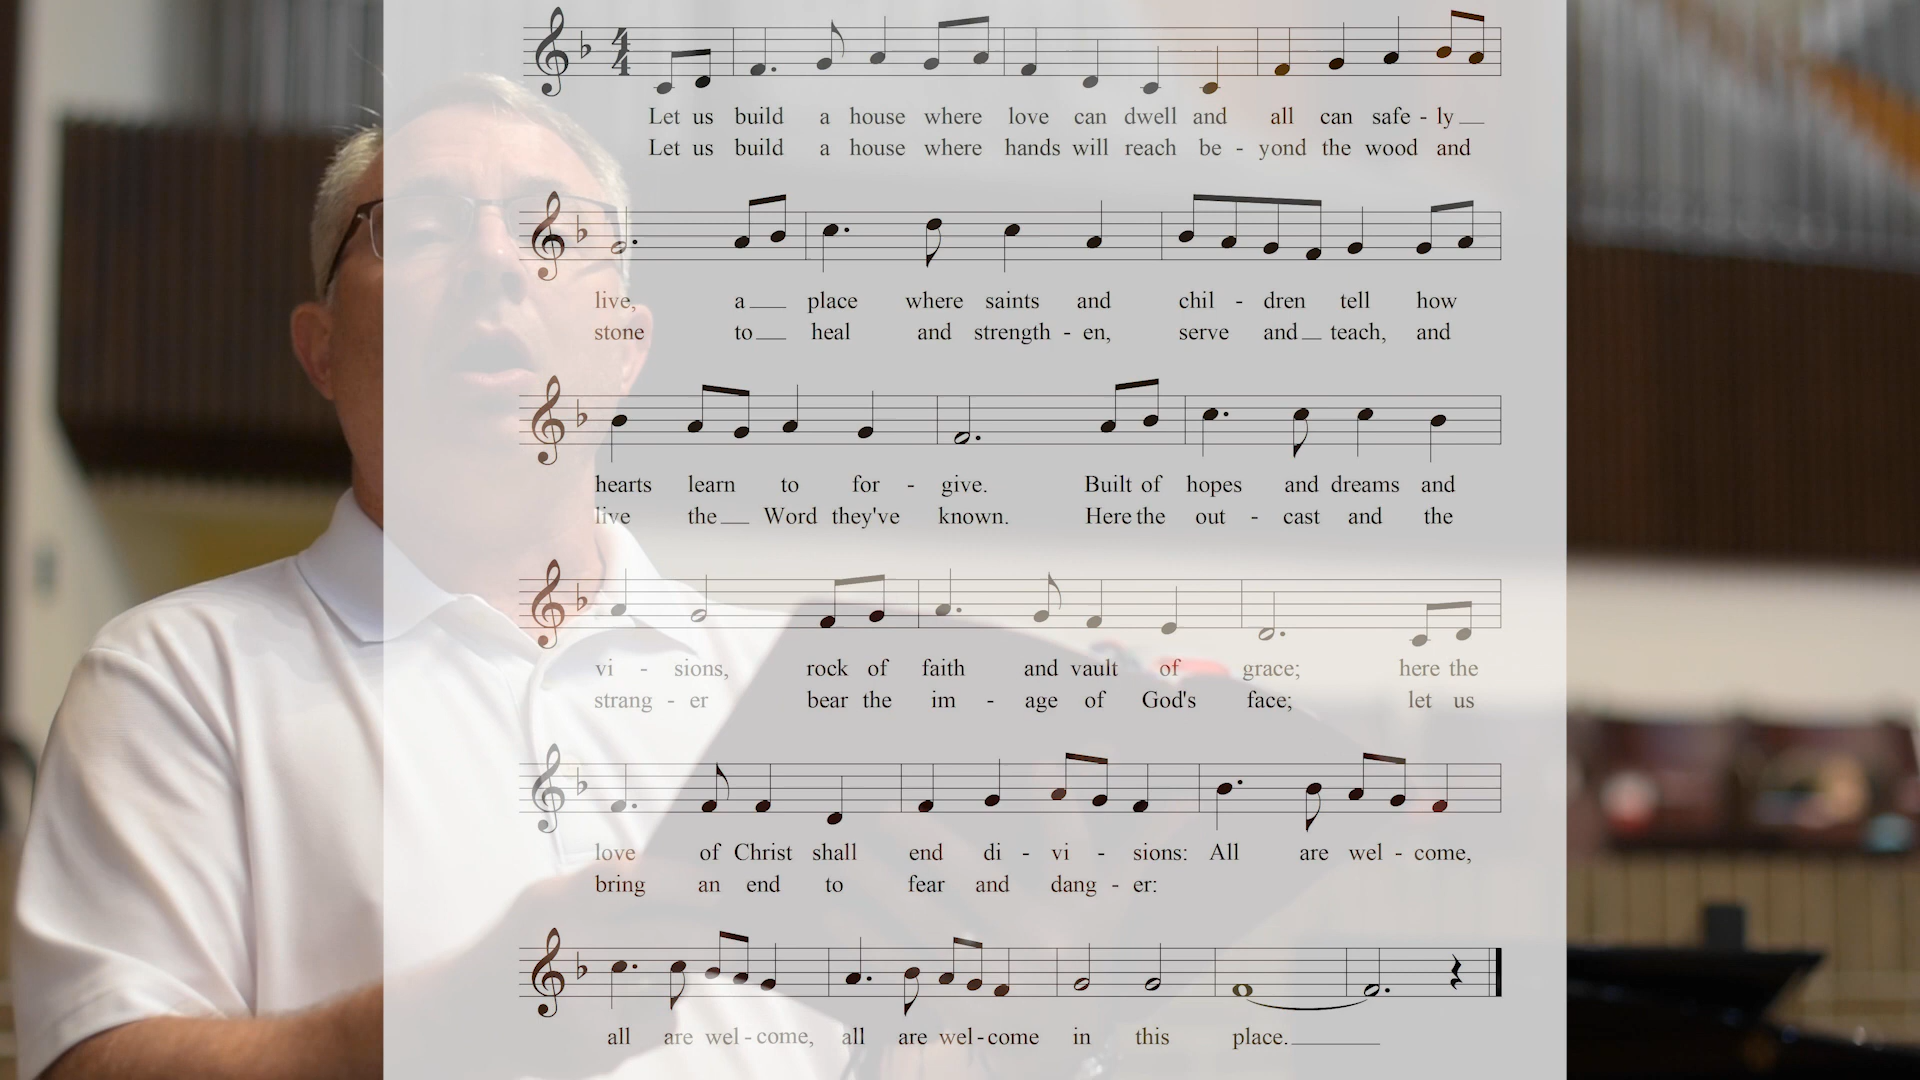 4
4
Let us build a house where love can dwell and all can safe - ly
Let us build a house where hands will reach be - yond the wood and
live, a place where saints and chil - dren tell how
stone to heal and strength - en, serve and teach, and
hearts learn to for - give. Built of hopes and dreams and
live the Word they've known. Here the out - cast and the
vi - sions, rock of faith and vault of grace; here the
strang - er bear the im - age of God's face; let us
love of Christ shall end di - vi - sions: All are wel - come,
bring an end to fear and dang - er:
all are wel - come, all are wel - come in this place.